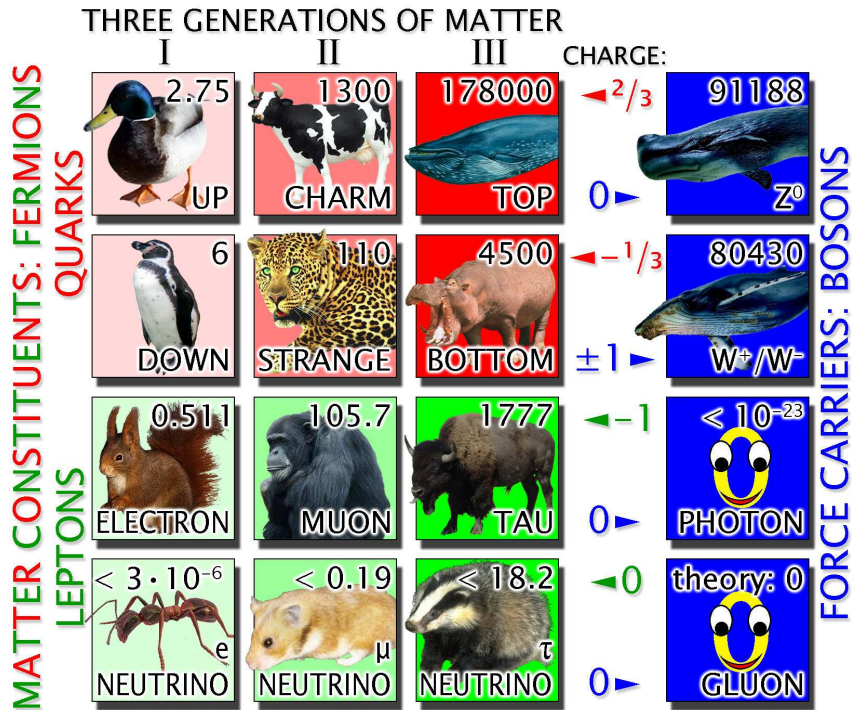 THREE GENERATIONS OF MATTER
I II III CHARGE:
MATTER CONSTITUENTS: FERMIONS
QUARKS
LEPTONS
2.75 1300 178000 ◄2/3 91188
UP CHARM TOP 0► Z⁰
6 110 4500 ◄−1/3 80430
DOWN STRANGE BOTTOM ±1► W⁺/W⁻
0.511 105.7 1777 ◄−1 < 10⁻²³
ELECTRON MUON TAU 0► PHOTON
< 3·10⁻⁶ < 0.19 < 18.2 ◄0 theory: 0
e μ τ
NEUTRINO NEUTRINO NEUTRINO 0► GLUON
FORCE CARRIERS: BOSONS